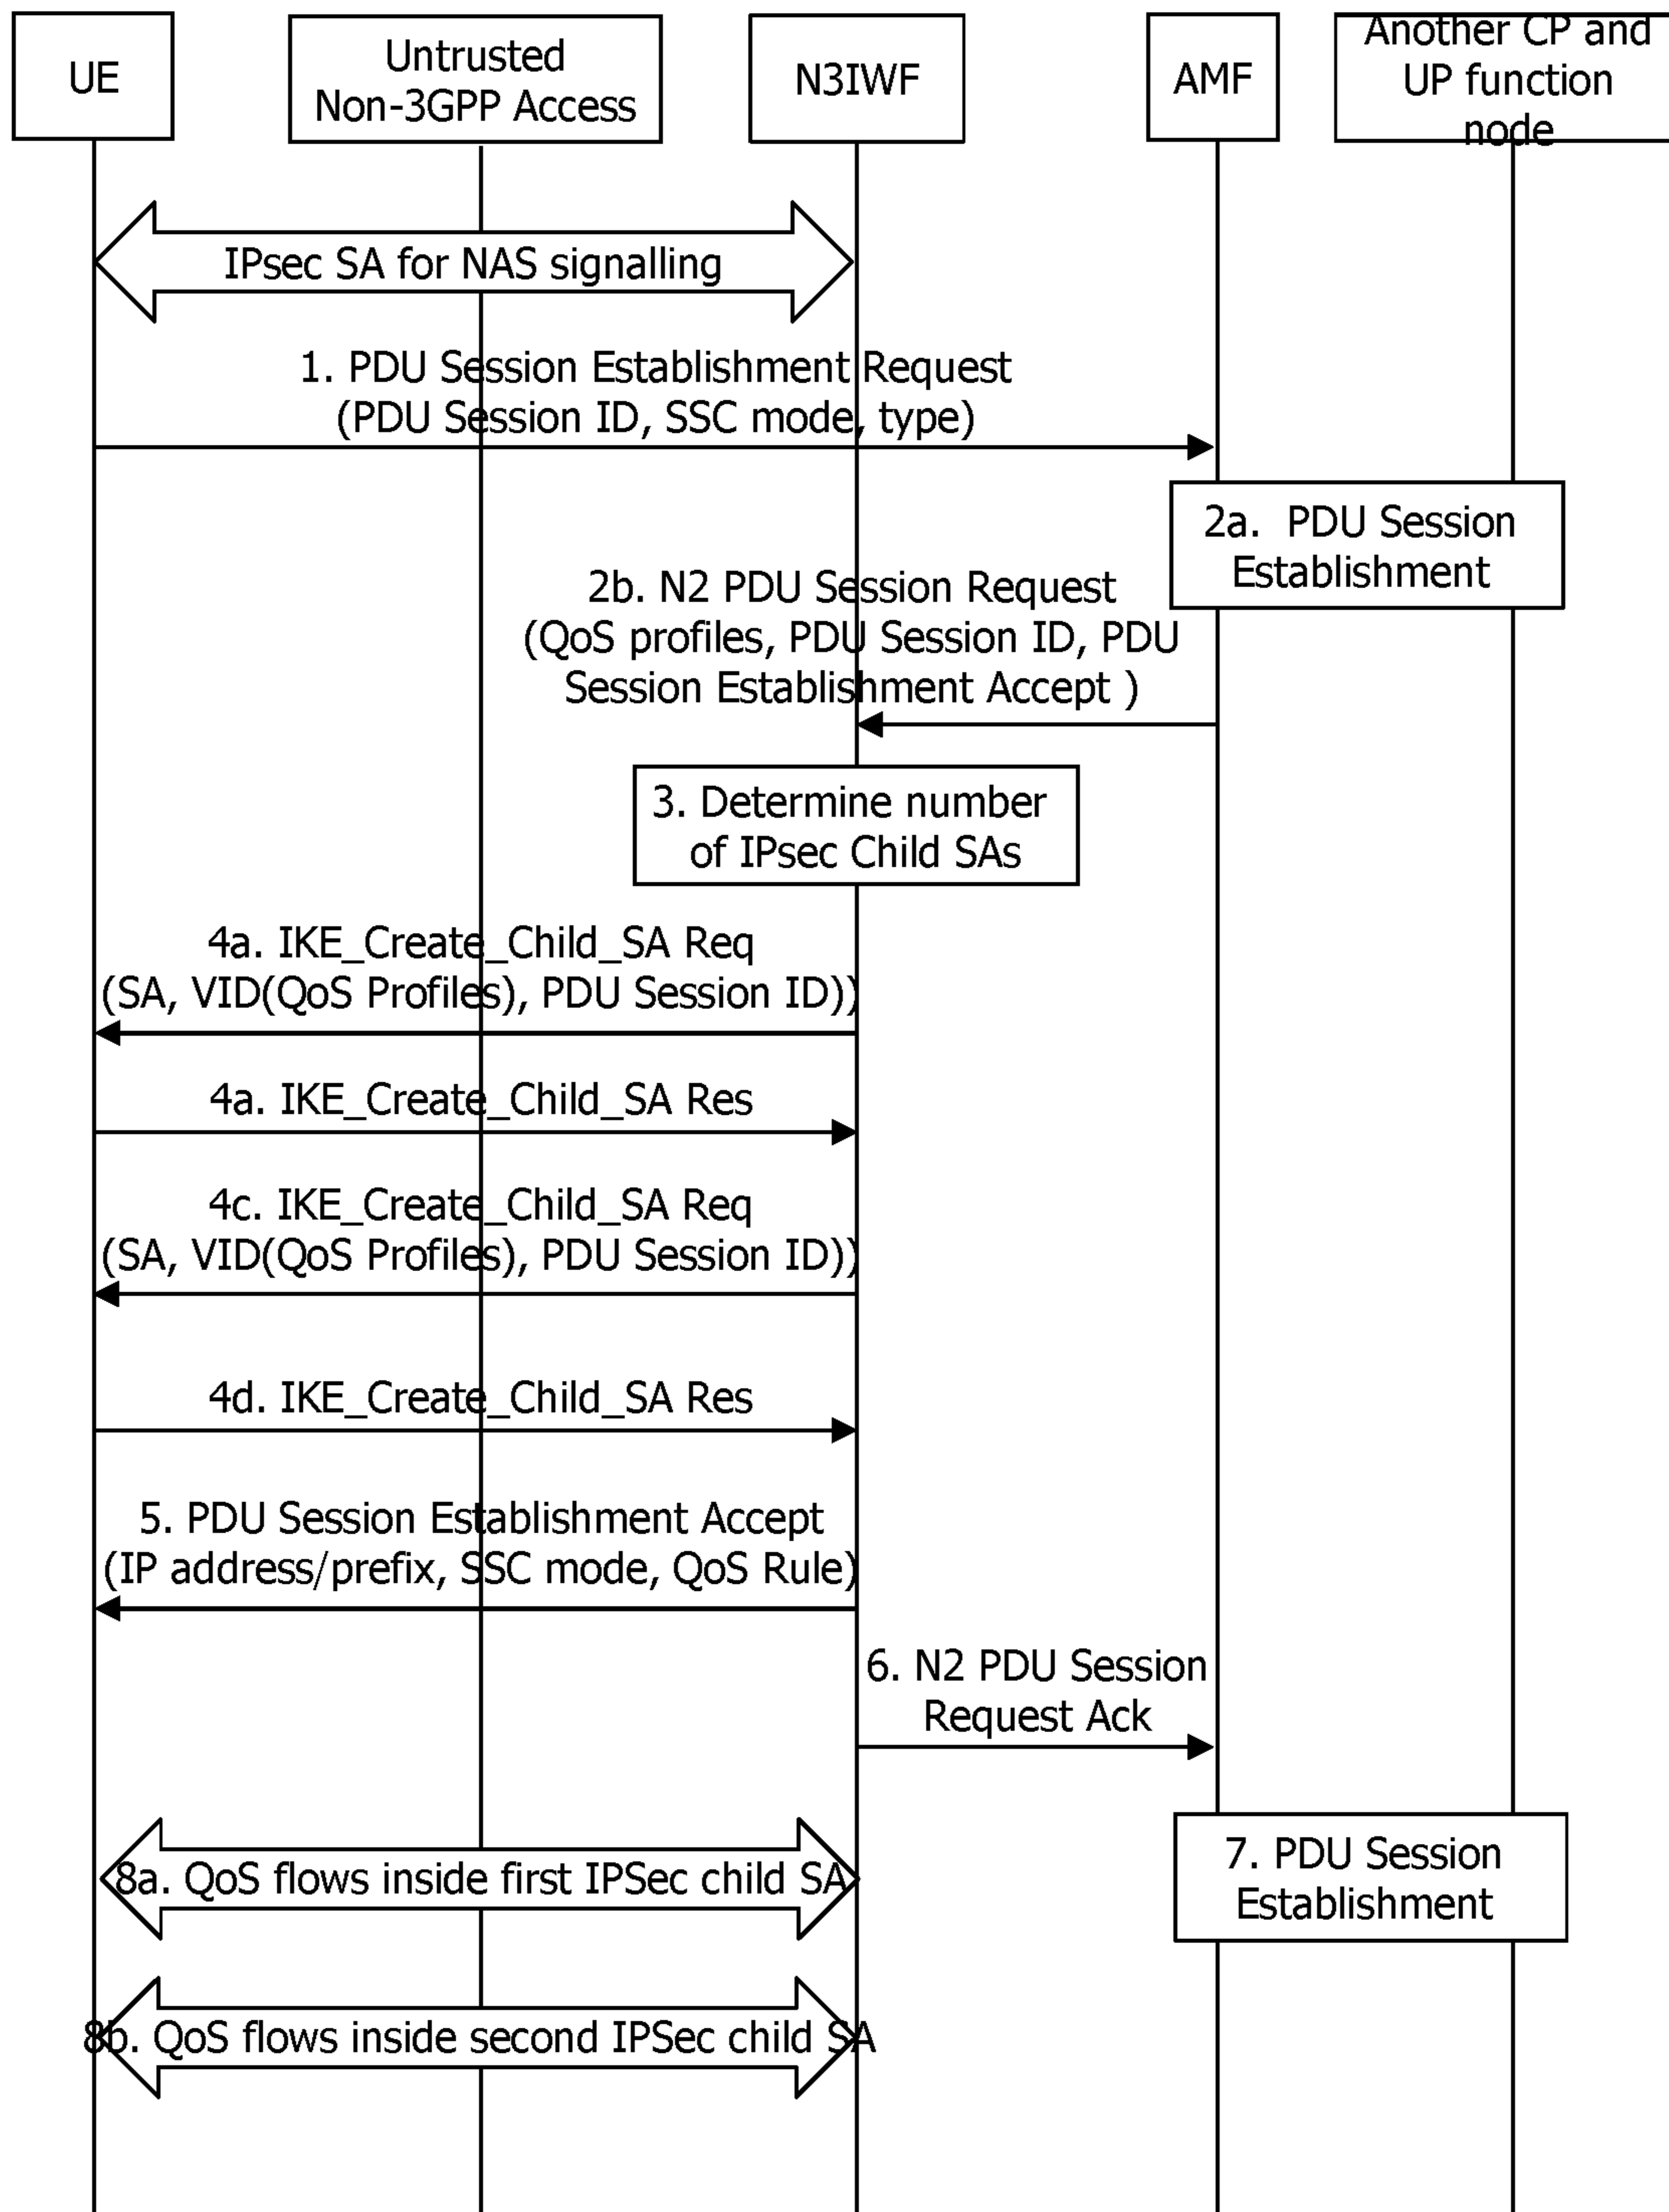 UE
Untrusted
Non-3GPP Access
N3IWF
AMF
Another CP and
UP function
node
IPsec SA for NAS signalling
1. PDU Session Establishment Request
(PDU Session ID, SSC mode, type)
2a. PDU Session
Establishment
2b. N2 PDU Session Request
(QoS profiles, PDU Session ID, PDU
Session Establishment Accept )
3. Determine number
of IPsec Child SAs
4a. IKE_Create_Child_SA Req
(SA, VID(QoS Profiles), PDU Session ID))
4a. IKE_Create_Child_SA Res
4c. IKE_Create_Child_SA Req
(SA, VID(QoS Profiles), PDU Session ID))
4d. IKE_Create_Child_SA Res
5. PDU Session Establishment Accept
(IP address/prefix, SSC mode, QoS Rule)
6. N2 PDU Session
Request Ack
7. PDU Session
Establishment
8a. QoS flows inside first IPSec child SA
8b. QoS flows inside second IPSec child SA